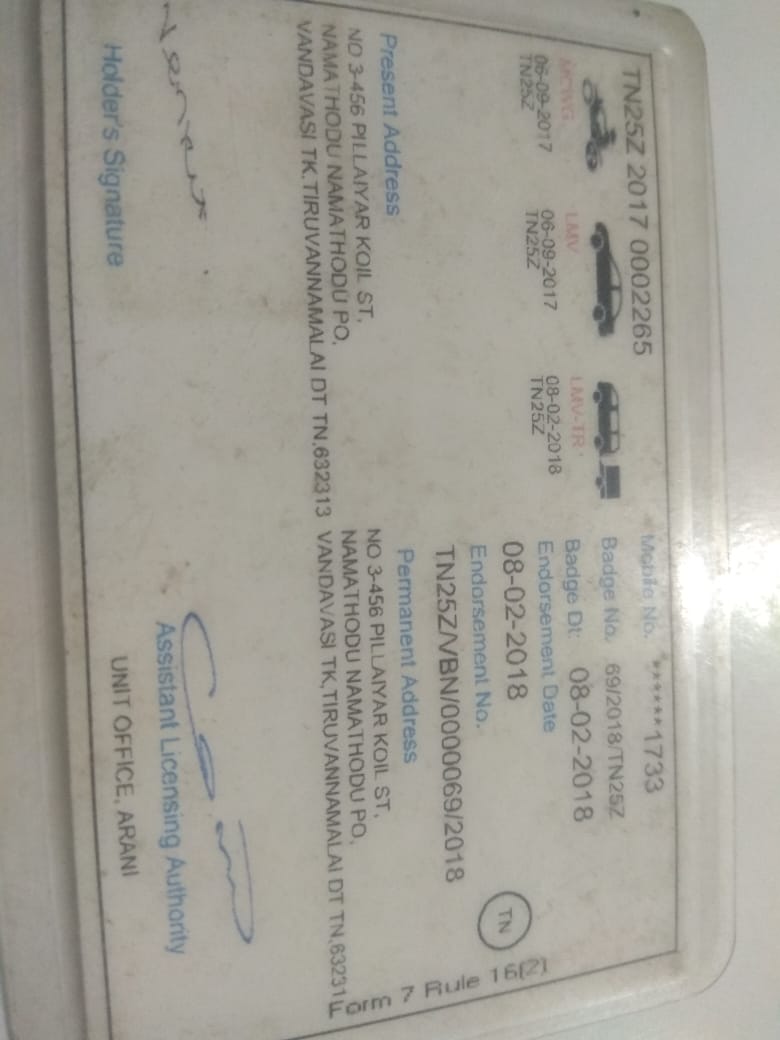 TN25Z 2017 0002265
Mobile No. ******1733
MCWG
06-09-2017
TN25Z
LMV
06-09-2017
TN25Z
LMV-TR
08-02-2018
TN25Z
Badge No. 69/2018/TN25Z
Badge Dt: 08-02-2018
Endorsement Date
08-02-2018
Endorsement No.
TN25Z/VBN/0000069/2018
TN
7 Rule 16(2)
Present Address
NO 3-456 PILLAIYAR KOIL ST,
NAMATHODU NAMATHODU PO,
VANDAVASI TK,TIRUVANNAMALAI DT TN,632313
Permanent Address
NO 3-456 PILLAIYAR KOIL ST,
NAMATHODU NAMATHODU PO,
VANDAVASI TK,TIRUVANNAMALAI DT TN,63231
Holder's Signature
Assistant Licensing Authority
UNIT OFFICE, ARANI